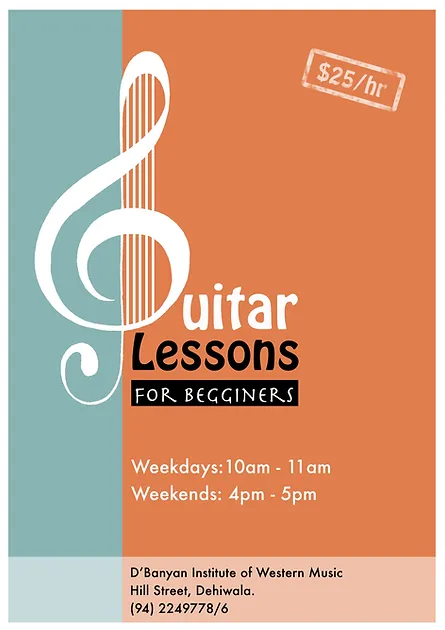 $25/hr
uitar
Lessons
FOR BEGGINERS
Weekdays:10am - 11am
Weekends: 4pm - 5pm
D'Banyan Institute of Western Music
Hill Street, Dehiwala.
(94) 2249778/6